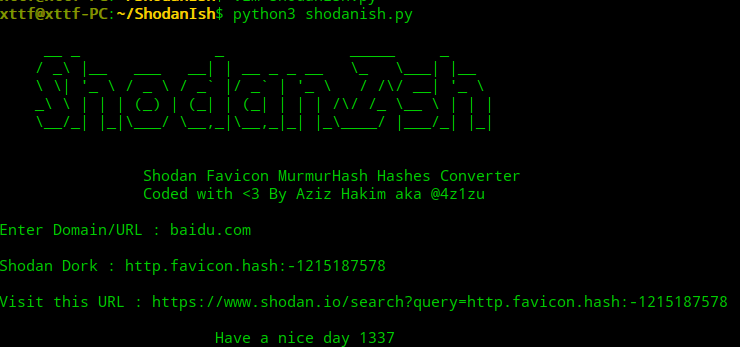 xttf@xttf-PC:~/ShodanIsh$ python3 shodanish.py
ShodanIsh
Shodan Favicon MurmurHash Hashes Converter
Coded with <3 By Aziz Hakim aka @4z1zu
Enter Domain/URL : baidu.com
Shodan Dork : http.favicon.hash:-1215187578
Visit this URL : https://www.shodan.io/search?query=http.favicon.hash:-1215187578
Have a nice day 1337